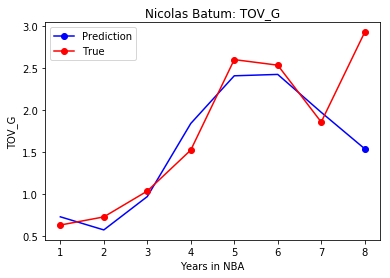 Nicolas Batum: TOV_G
Prediction
True
3.0
2.5
2.0
1.5
1.0
0.5
TOV_G
1 2 3 4 5 6 7 8
Years in NBA